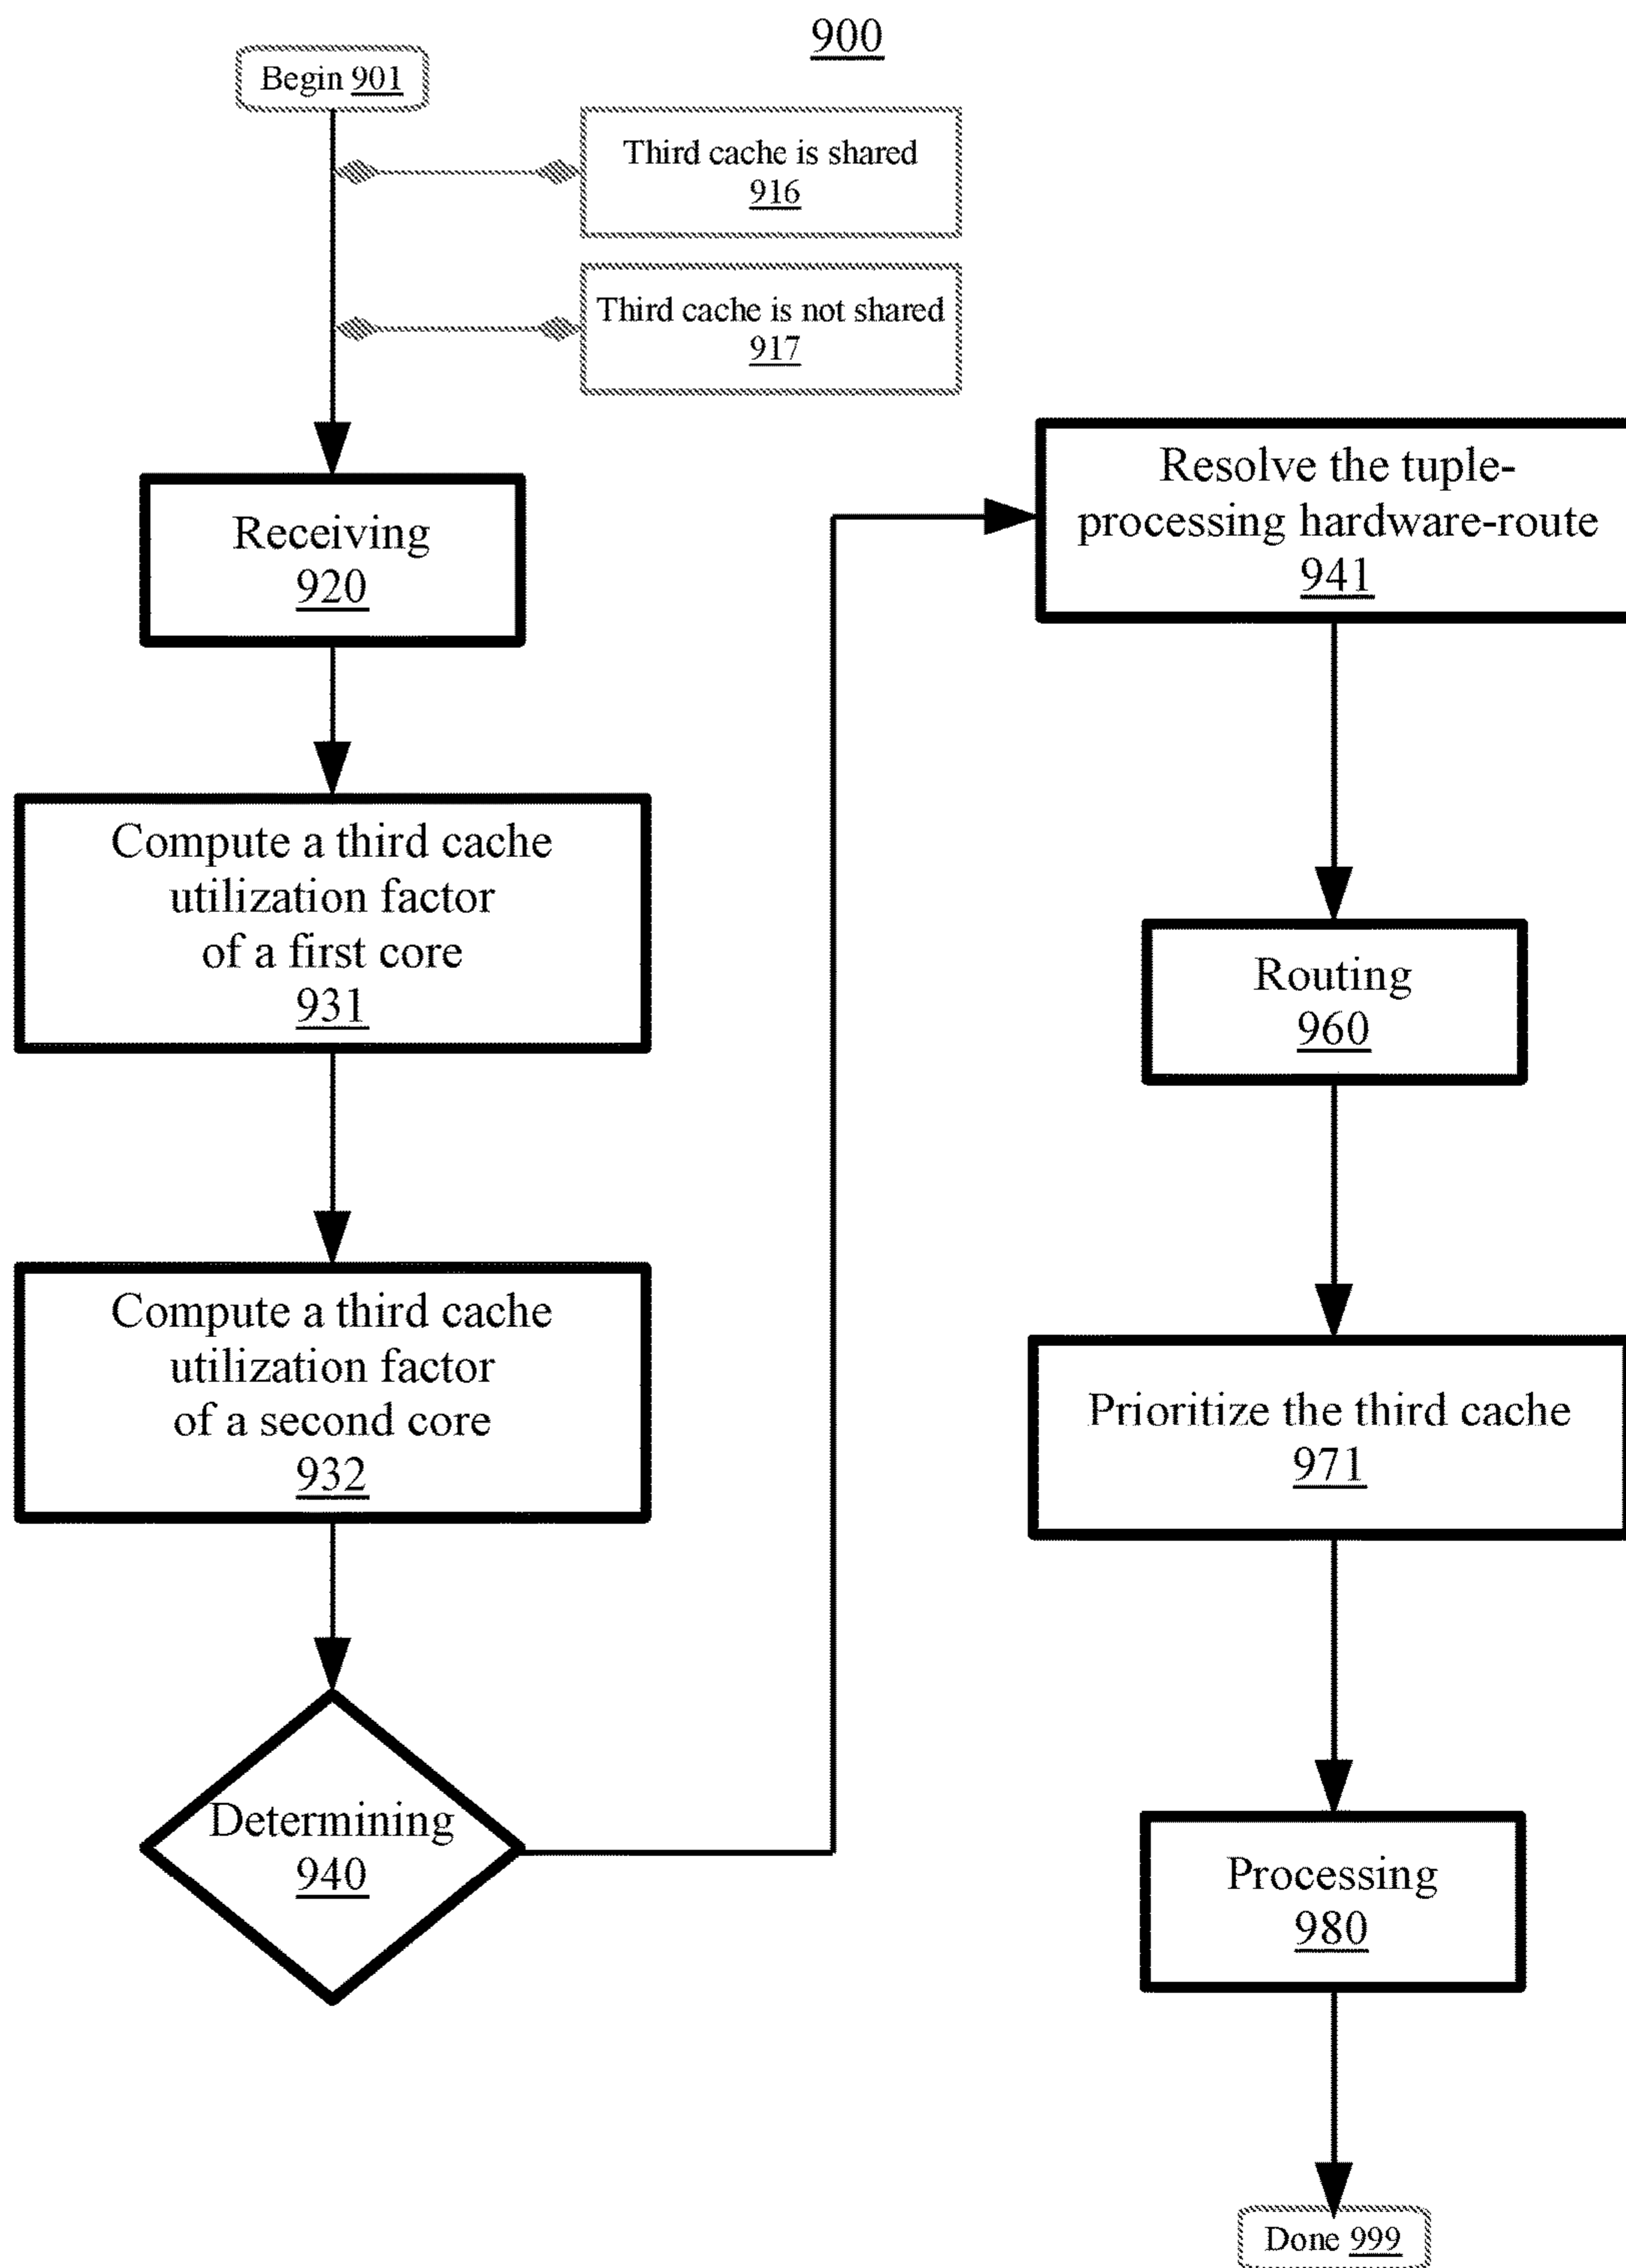 900
Begin 901
Third cache is shared
916
Third cache is not shared
917
Receiving
920
Compute a third cache
utilization factor
of a first core
931
Compute a third cache
utilization factor
of a second core
932
Determining
940
Resolve the tuple-
processing hardware-route
941
Routing
960
Prioritize the third cache
971
Processing
980
Done 999